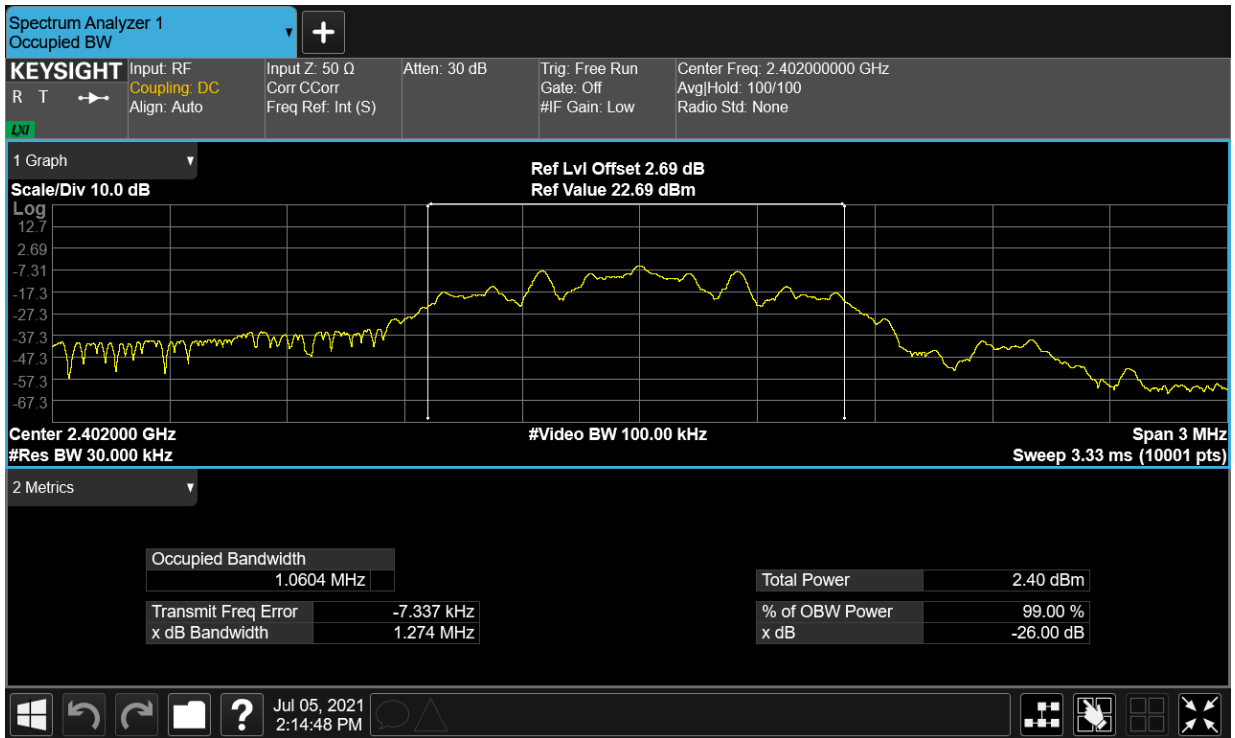 Spectrum Analyzer 1
Occupied BW
KEYSIGHT
R T
LXI
Input: RF
Coupling: DC
Align: Auto
Input Z: 50 Ω
Corr CCorr
Freq Ref: Int (S)
Atten: 30 dB
Trig: Free Run
Gate: Off
#IF Gain: Low
Center Freq: 2.402000000 GHz
Avg|Hold: 100/100
Radio Std: None
1 Graph
Scale/Div 10.0 dB
Ref Lvl Offset 2.69 dB
Ref Value 22.69 dBm
Log
12.7
2.69
-7.31
-17.3
-27.3
-37.3
-47.3
-57.3
-67.3
Center 2.402000 GHz
#Res BW 30.000 kHz
#Video BW 100.00 kHz
Span 3 MHz
Sweep 3.33 ms (10001 pts)
2 Metrics
Occupied Bandwidth
1.0604 MHz
Transmit Freq Error -7.337 kHz
x dB Bandwidth 1.274 MHz
Total Power 2.40 dBm
% of OBW Power 99.00 %
x dB -26.00 dB
?
Jul 05, 2021
2:14:48 PM